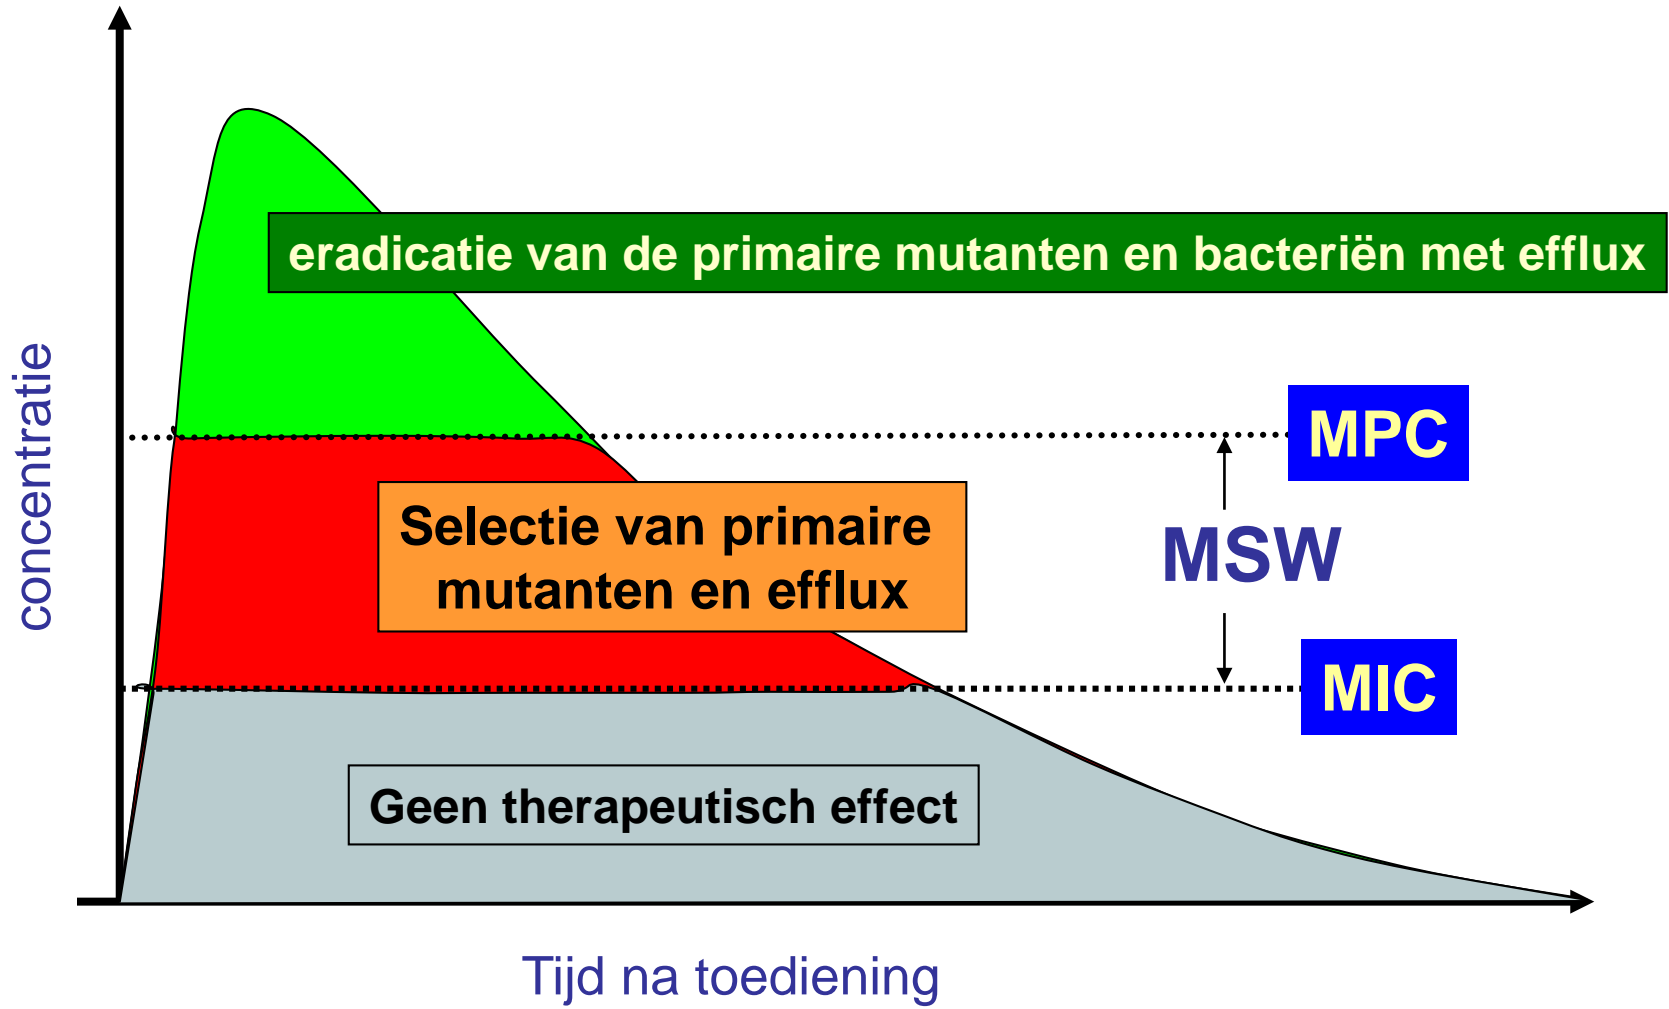 eradicatie van de primaire mutanten en bacteriën met efflux
concentratie
MPC
Selectie van primaire
mutanten en efflux
MSW
MIC
Geen therapeutisch effect
Tijd na toediening